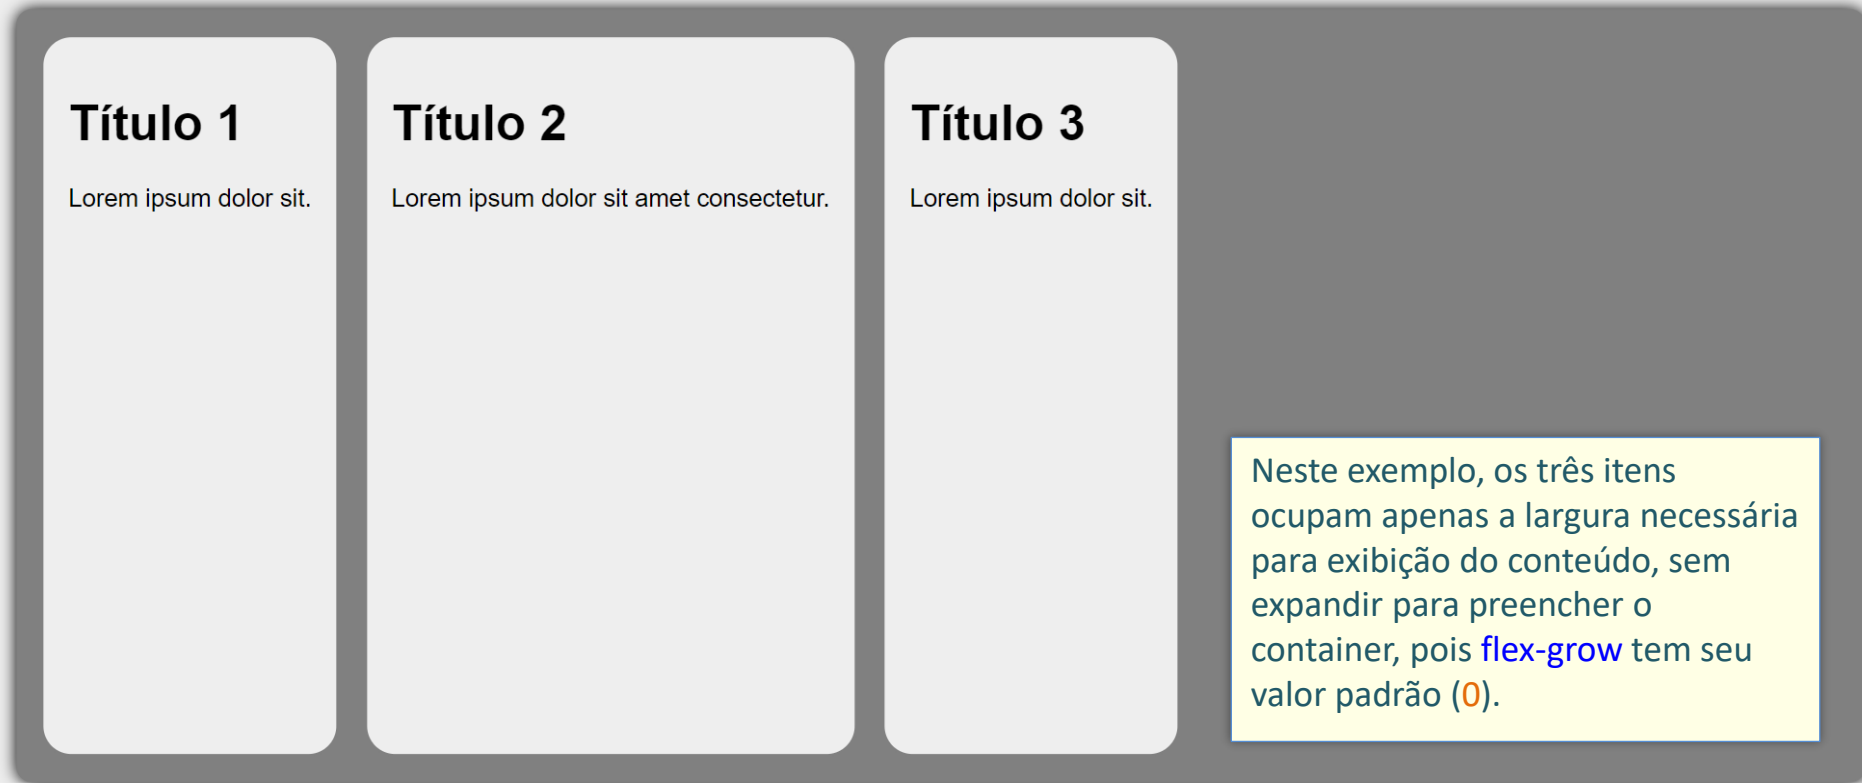 Título 1
Lorem ipsum dolor sit.
Título 2
Lorem ipsum dolor sit amet consectetur.
Título 3
Lorem ipsum dolor sit.
Neste exemplo, os três itens
ocupam apenas a largura necessária
para exibição do conteúdo, sem
expandir para preencher o
container, pois flex-grow tem seu
valor padrão (0).